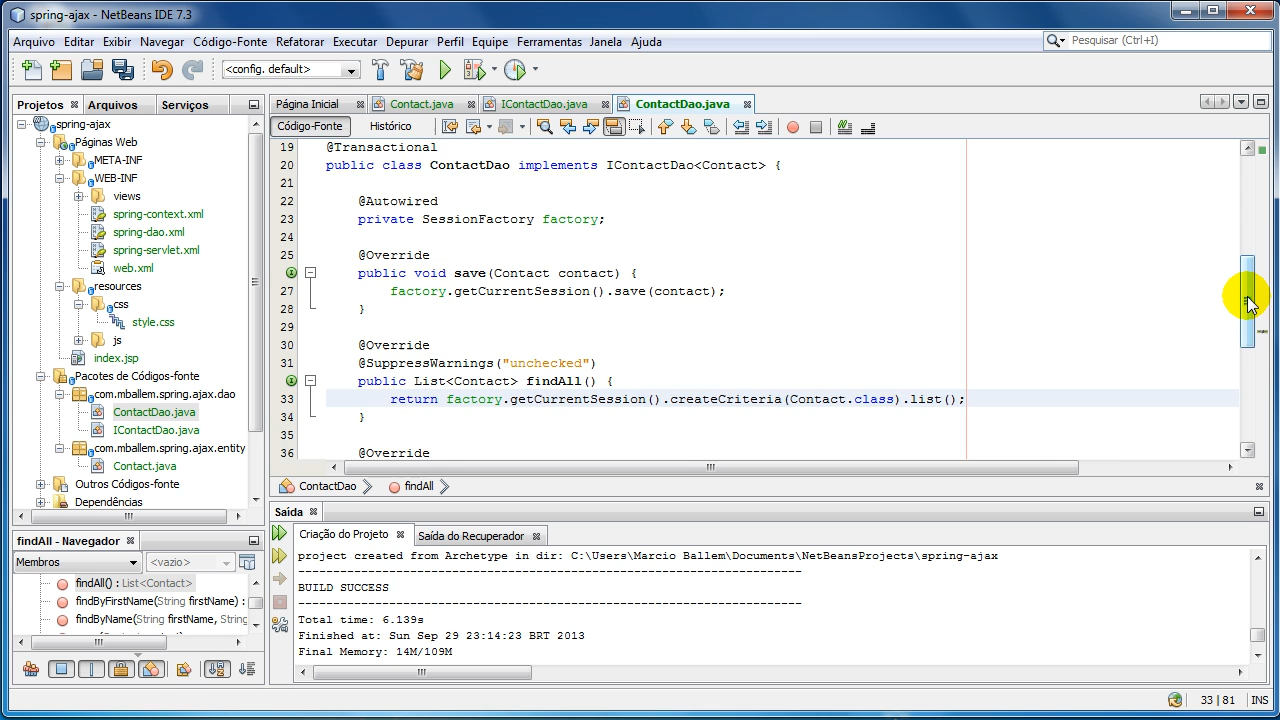 spring-ajax - NetBeans IDE 7.3
Arquivo Editar Exibir Navegar Código-Fonte Refatorar Executar Depurar Perfil Equipe Ferramentas Janela Ajuda
Pesquisar (Ctrl+I)
<config. default>
Projetos Arquivos Serviços
spring-ajax
Páginas Web
META-INF
WEB-INF
views
spring-context.xml
spring-dao.xml
spring-servlet.xml
web.xml
resources
css
style.css
js
index.jsp
Pacotes de Códigos-fonte
com.mballem.spring.ajax.dao
ContactDao.java
IContactDao.java
com.mballem.spring.ajax.entity
Contact.java
Outros Códigos-fonte
Dependências
findAll - Navegador
Membros <vazio>
findAll() : List<Contact>
findByFirstName(String firstName) :
findByName(String firstName, String
Página Inicial Contact.java IContactDao.java ContactDao.java
Código-Fonte Histórico
19 @Transactional
20 public class ContactDao implements IContactDao<Contact> {
21
22 @Autowired
23 private SessionFactory factory;
24
25 @Override
26 public void save(Contact contact) {
27 factory.getCurrentSession().save(contact);
28 }
29
30 @Override
31 @SuppressWarnings("unchecked")
32 public List<Contact> findAll() {
33 return factory.getCurrentSession().createCriteria(Contact.class).list();
34 }
35
36 @Override
ContactDao findAll
Saída
Criação do Projeto Saída do Recuperador
project created from Archetype in dir: C:\Users\Marcio Ballem\Documents\NetBeansProjects\spring-ajax
------------------------------------------------------------------------
BUILD SUCCESS
------------------------------------------------------------------------
Total time: 6.139s
Finished at: Sun Sep 29 23:14:23 BRT 2013
Final Memory: 14M/109M
33 | 81 INS